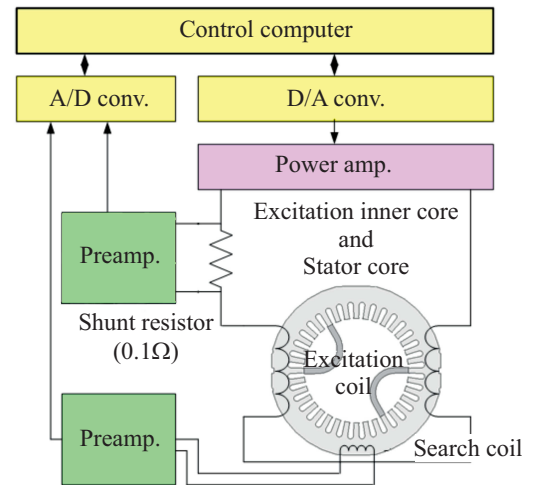 Control computer
A/D conv.
D/A conv.
Power amp.
Excitation inner core
and
Stator core
Preamp.
Shunt resistor
(0.1Ω)
Excitation
coil
Preamp.
Search coil